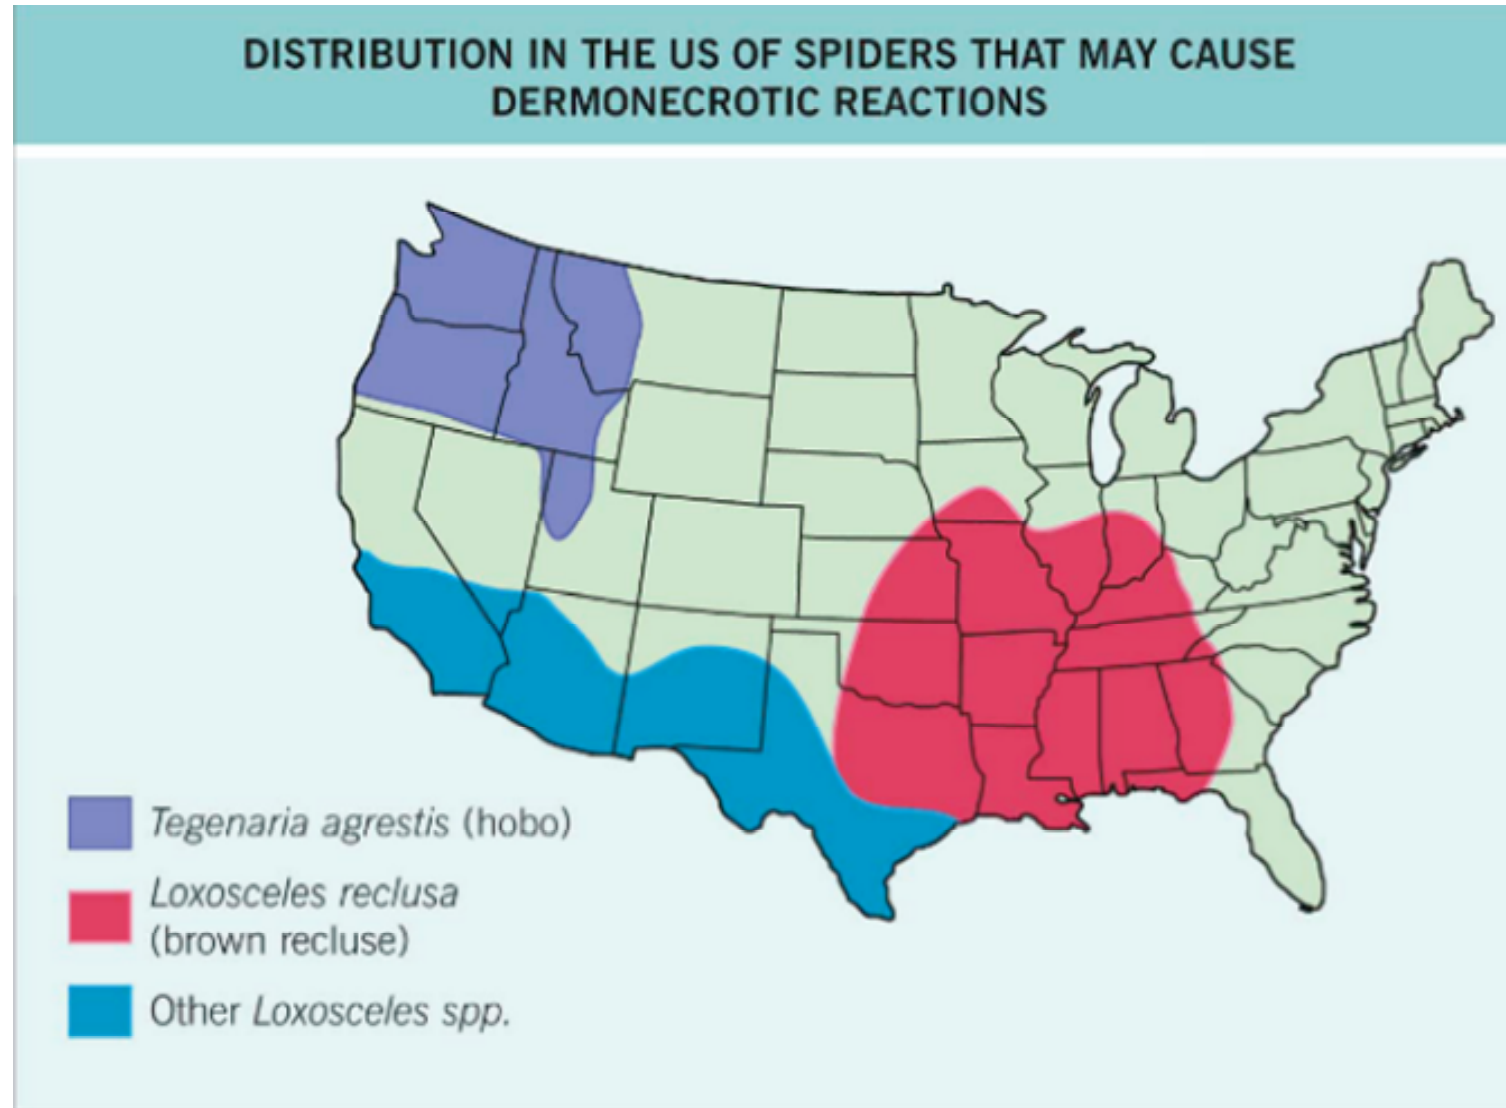 DISTRIBUTION IN THE US OF SPIDERS THAT MAY CAUSE
DERMONECROTIC REACTIONS
Tegenaria agrestis (hobo)
Loxosceles reclusa
(brown recluse)
Other Loxosceles spp.